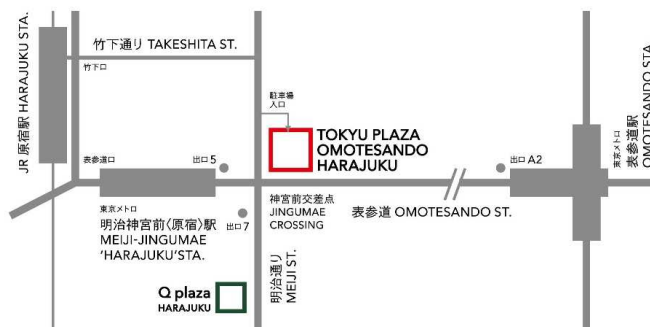 JR 原宿駅 HARAJUKU STA.
竹下通り TAKESHITA ST.
竹下口
駐車場
入口
TOKYU PLAZA
OMOTESANDO
HARAJUKU
表参道口
出口 5
出口 A2
東京メトロ
表参道駅
OMOTESANDO STA.
東京メトロ
明治神宮前〈原宿〉駅
MEIJI-JINGUMAE
'HARAJUKU'STA.
出口 7
神宮前交差点
JINGUMAE
CROSSING
表参道 OMOTESANDO ST.
明治通り
MEIJI ST.
Q plaza
HARAJUKU